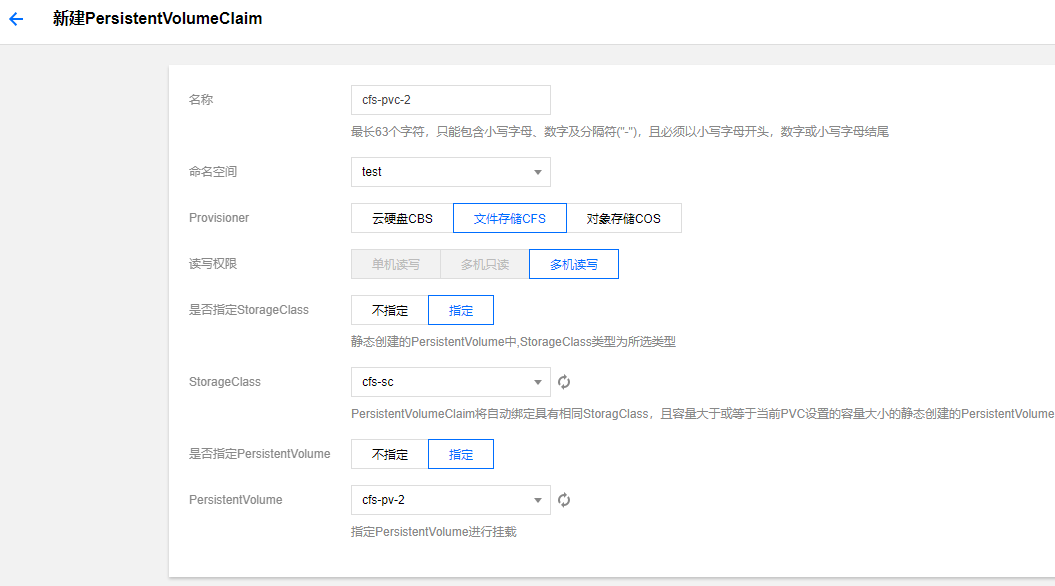 新建PersistentVolumeClaim
名称
cfs-pvc-2
最长63个字符，只能包含小写字母、数字及分隔符("-")，且必须以小写字母开头，数字或小写字母结尾
命名空间
test
Provisioner
云硬盘CBS 文件存储CFS 对象存储COS
读写权限
单机读写 多机只读 多机读写
是否指定StorageClass
不指定 指定
静态创建的PersistentVolume中,StorageClass类型为所选类型
StorageClass
cfs-sc
PersistentVolumeClaim将自动绑定具有相同StoragClass，且容量大于或等于当前PVC设置的容量大小的静态创建的PersistentVolume
是否指定PersistentVolume
不指定 指定
PersistentVolume
cfs-pv-2
指定PersistentVolume进行挂载